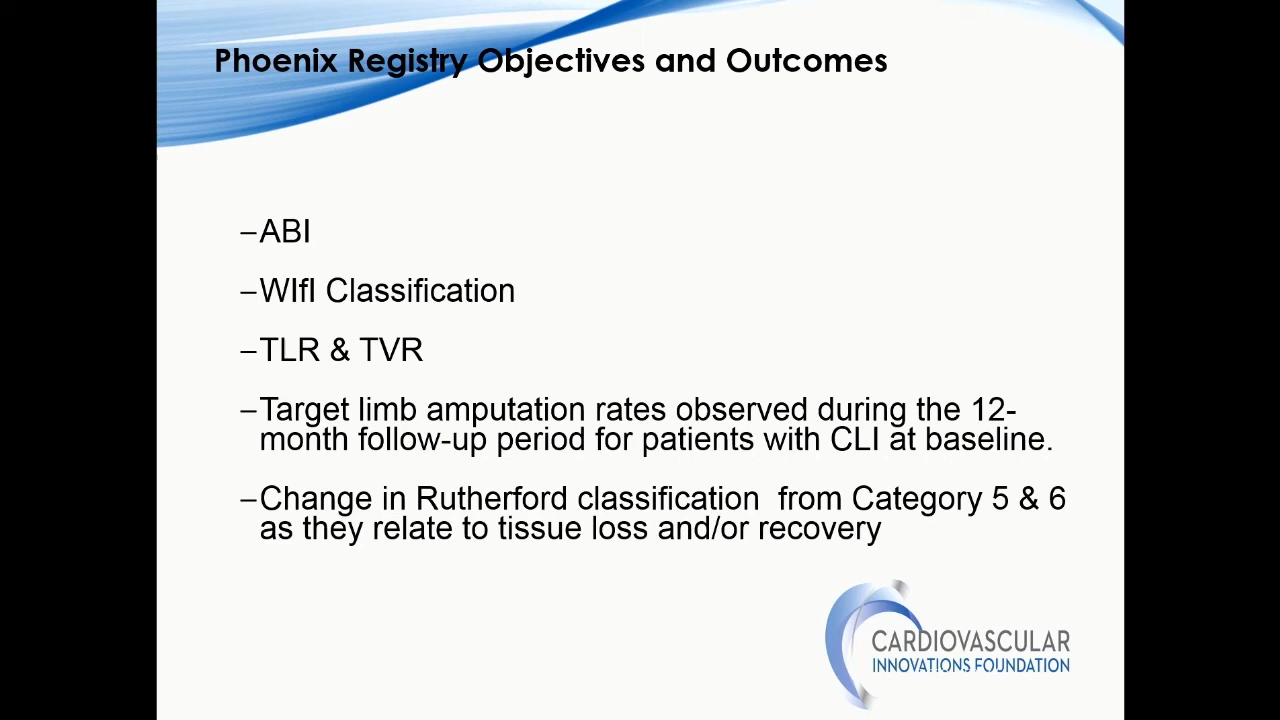 Phoenix Registry Objectives and Outcomes
–ABI
–WIfI Classification
–TLR & TVR
–Target limb amputation rates observed during the 12-
month follow-up period for patients with CLI at baseline.
–Change in Rutherford classification  from Category 5 & 6
as they relate to tissue loss and/or recovery
CARDIOVASCULAR
INNOVATIONS FOUNDATION